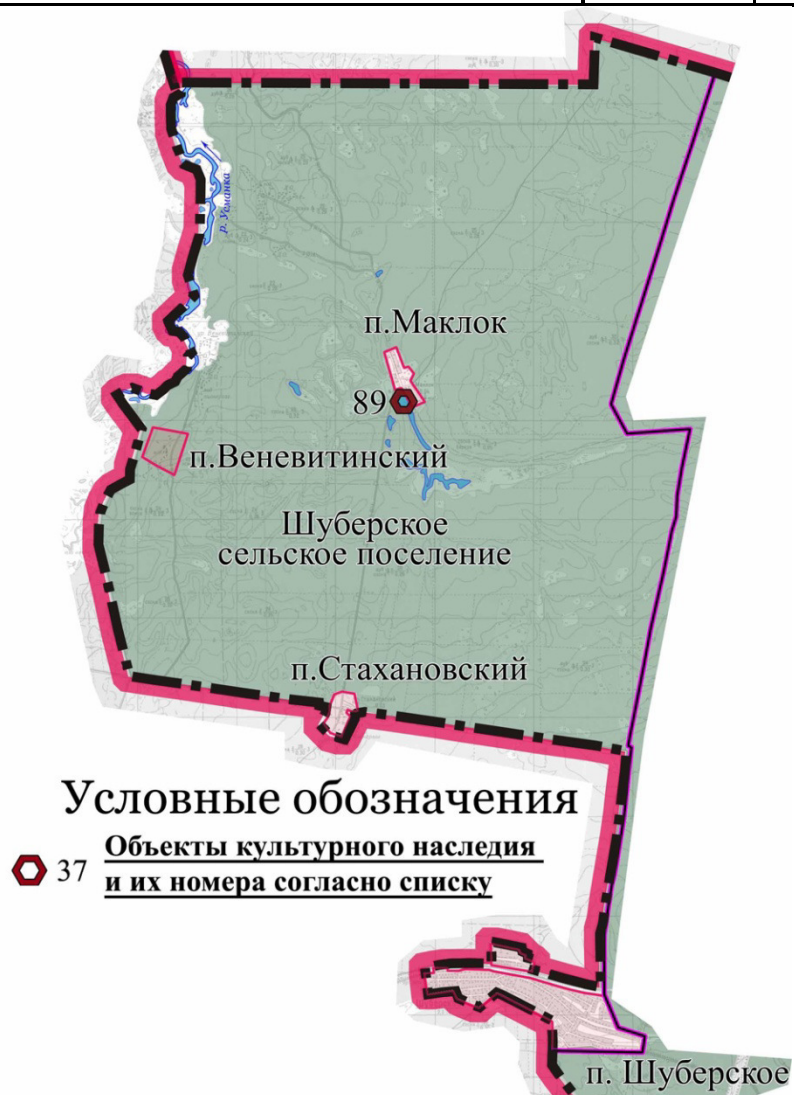 р. Усманка
п.Маклок
89
п.Веневитинский
Шуберское
сельское поселение
п.Стахановский
Условные обозначения
37 Объекты культурного наследия
и их номера согласно списку
п. Шуберское